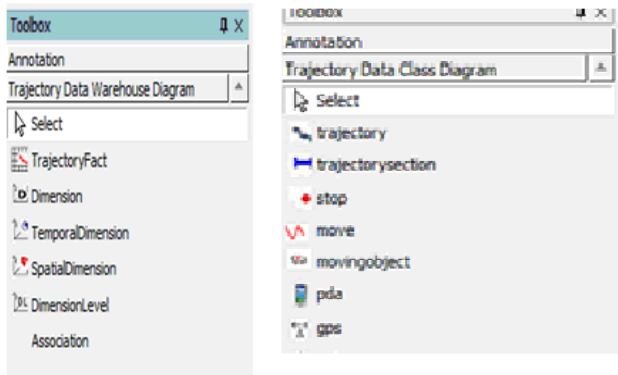 Toolbox
Annotation
Trajectory Data Warehouse Diagram
Select
TrajectoryFact
Dimension
TemporalDimension
SpatialDimension
DimensionLevel
Association
Toolbox
Annotation
Trajectory Data Class Diagram
Select
trajectory
trajectorysection
stop
move
movingobject
pda
gps